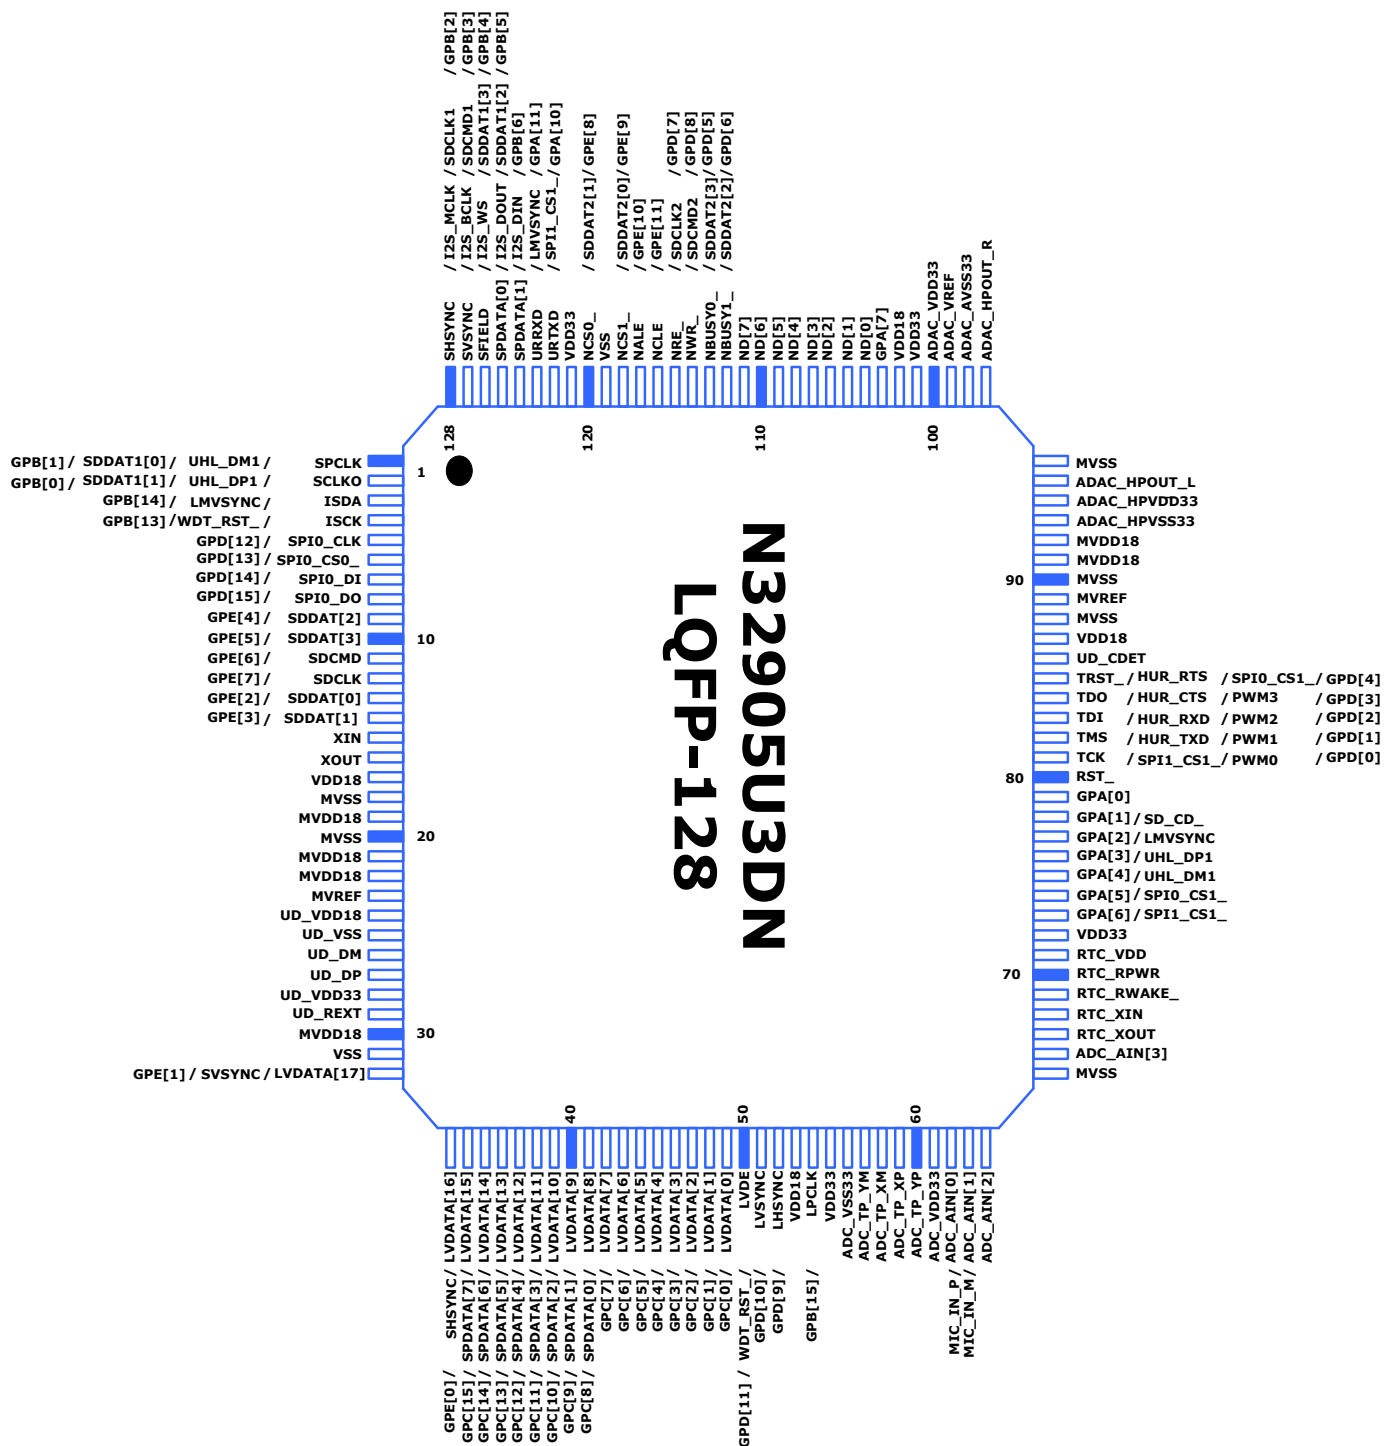 SHSYNC / I2S_MCLK / SDCLK1 / GPB[2]
SVSYNC / I2S_BCLK / SDCMD1 / GPB[3]
SFIELD / I2S_WS / SDDAT1[3] / GPB[4]
SPDATA[0] / I2S_DOUT / SDDAT1[2] / GPB[5]
SPDATA[1] / I2S_DIN / GPB[6]
URRXD / LMVSYNC / GPA[11]
URTXD / SPI1_CS1_ / GPA[10]
VDD33
NCS0_ / SDDAT2[1] / GPE[8]
VSS
NCS1_ / SDDAT2[0] / GPE[9]
NALE / GPE[10]
NCLE / GPE[11]
NRE_ / SDCLK2 / GPD[7]
NWR_ / SDCMD2 / GPD[8]
NBUSY0_ / SDDAT2[3] / GPD[5]
NBUSY1_ / SDDAT2[2] / GPD[6]
ND[7]
ND[6]
ND[5]
ND[4]
ND[3]
ND[2]
ND[1]
ND[0]
GPA[7]
VDD18
VDD33
ADAC_VDD33
ADAC_VREF
ADAC_AVSS33
ADAC_HPOUT_R
128
120
110
100
GPB[1] / SDDAT1[0] / UHL_DM1 / SPCLK
1
GPB[0] / SDDAT1[1] / UHL_DP1 / SCLKO
GPB[14] / LMVSYNC / ISDA
GPB[13] / WDT_RST_ / ISCK
GPD[12] / SPI0_CLK
GPD[13] / SPI0_CS0_
GPD[14] / SPI0_DI
GPD[15] / SPI0_DO
GPE[4] / SDDAT[2]
GPE[5] / SDDAT[3]
10
GPE[6] / SDCMD
GPE[7] / SDCLK
GPE[2] / SDDAT[0]
GPE[3] / SDDAT[1]
XIN
XOUT
VDD18
MVSS
MVDD18
MVSS
20
MVDD18
MVDD18
MVREF
UD_VDD18
UD_VSS
UD_DM
UD_DP
UD_VDD33
UD_REXT
MVDD18
30
VSS
GPE[1] / SVSYNC / LVDATA[17]
N32905U3DN
LQFP-128
MVSS
ADAC_HPOUT_L
ADAC_HPVDD33
ADAC_HPVSS33
MVDD18
MVDD18
90
MVSS
MVREF
MVSS
VDD18
UD_CDET
TRST_ / HUR_RTS / SPI0_CS1_ / GPD[4]
TDO / HUR_CTS / PWM3 / GPD[3]
TDI / HUR_RXD / PWM2 / GPD[2]
TMS / HUR_TXD / PWM1 / GPD[1]
TCK / SPI1_CS1_ / PWM0 / GPD[0]
80
RST_
GPA[0]
GPA[1] / SD_CD_
GPA[2] / LMVSYNC
GPA[3] / UHL_DP1
GPA[4] / UHL_DM1
GPA[5] / SPI0_CS1_
GPA[6] / SPI1_CS1_
VDD33
RTC_VDD
70
RTC_RPWR
RTC_RWAKE_
RTC_XIN
RTC_XOUT
ADC_AIN[3]
MVSS
40
50
60
GPE[0] / SHSYNC / LVDATA[16]
GPC[15] / SPDATA[7] / LVDATA[15]
GPC[14] / SPDATA[6] / LVDATA[14]
GPC[13] / SPDATA[5] / LVDATA[13]
GPC[12] / SPDATA[4] / LVDATA[12]
GPC[11] / SPDATA[3] / LVDATA[11]
GPC[10] / SPDATA[2] / LVDATA[10]
GPC[9] / SPDATA[1] / LVDATA[9]
GPC[8] / SPDATA[0] / LVDATA[8]
GPC[7] / LVDATA[7]
GPC[6] / LVDATA[6]
GPC[5] / LVDATA[5]
GPC[4] / LVDATA[4]
GPC[3] / LVDATA[3]
GPC[2] / LVDATA[2]
GPC[1] / LVDATA[1]
GPC[0] / LVDATA[0]
GPD[11] / WDT_RST_ / LVDE
GPD[10] / LVSYNC
GPD[9] / LHSYNC
VDD18
GPB[15] / LPCLK
VDD33
ADC_VSS33
ADC_TP_YM
ADC_TP_XM
ADC_TP_XP
ADC_TP_YP
ADC_VDD33
MIC_IN_P / ADC_AIN[0]
MIC_IN_M / ADC_AIN[1]
ADC_AIN[2]